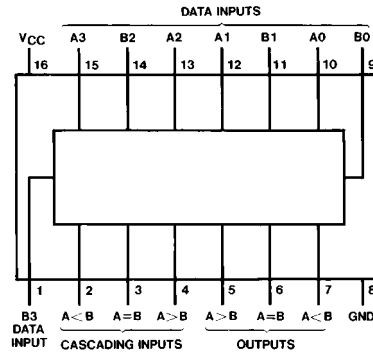 DATA INPUTS
VCC A3 B2 A2 A1 B1 A0 B0
16 15 14 13 12 11 10 9
1 2 3 4 5 6 7 8
B3 A<B A=B A>B A>B A=B A<B GND
DATA
INPUT CASCADING INPUTS OUTPUTS